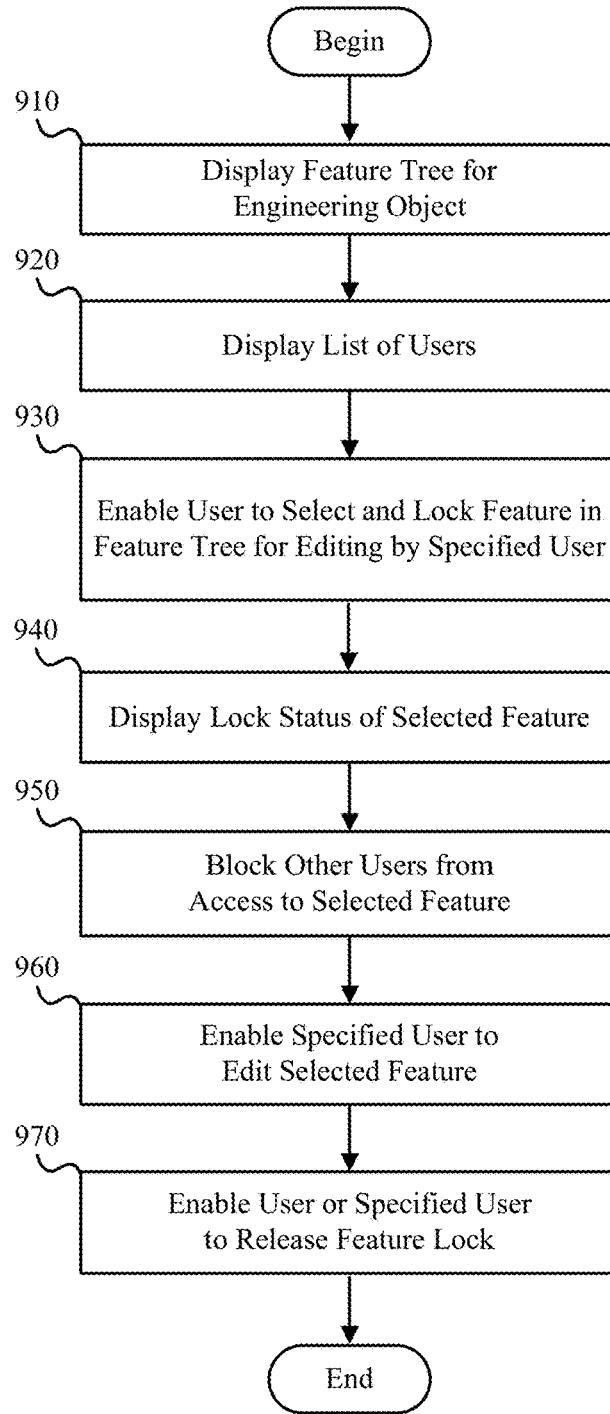 Begin
910
Display Feature Tree for
Engineering Object
920
Display List of Users
930
Enable User to Select and Lock Feature in
Feature Tree for Editing by Specified User
940
Display Lock Status of Selected Feature
950
Block Other Users from
Access to Selected Feature
960
Enable Specified User to
Edit Selected Feature
970
Enable User or Specified User
to Release Feature Lock
End